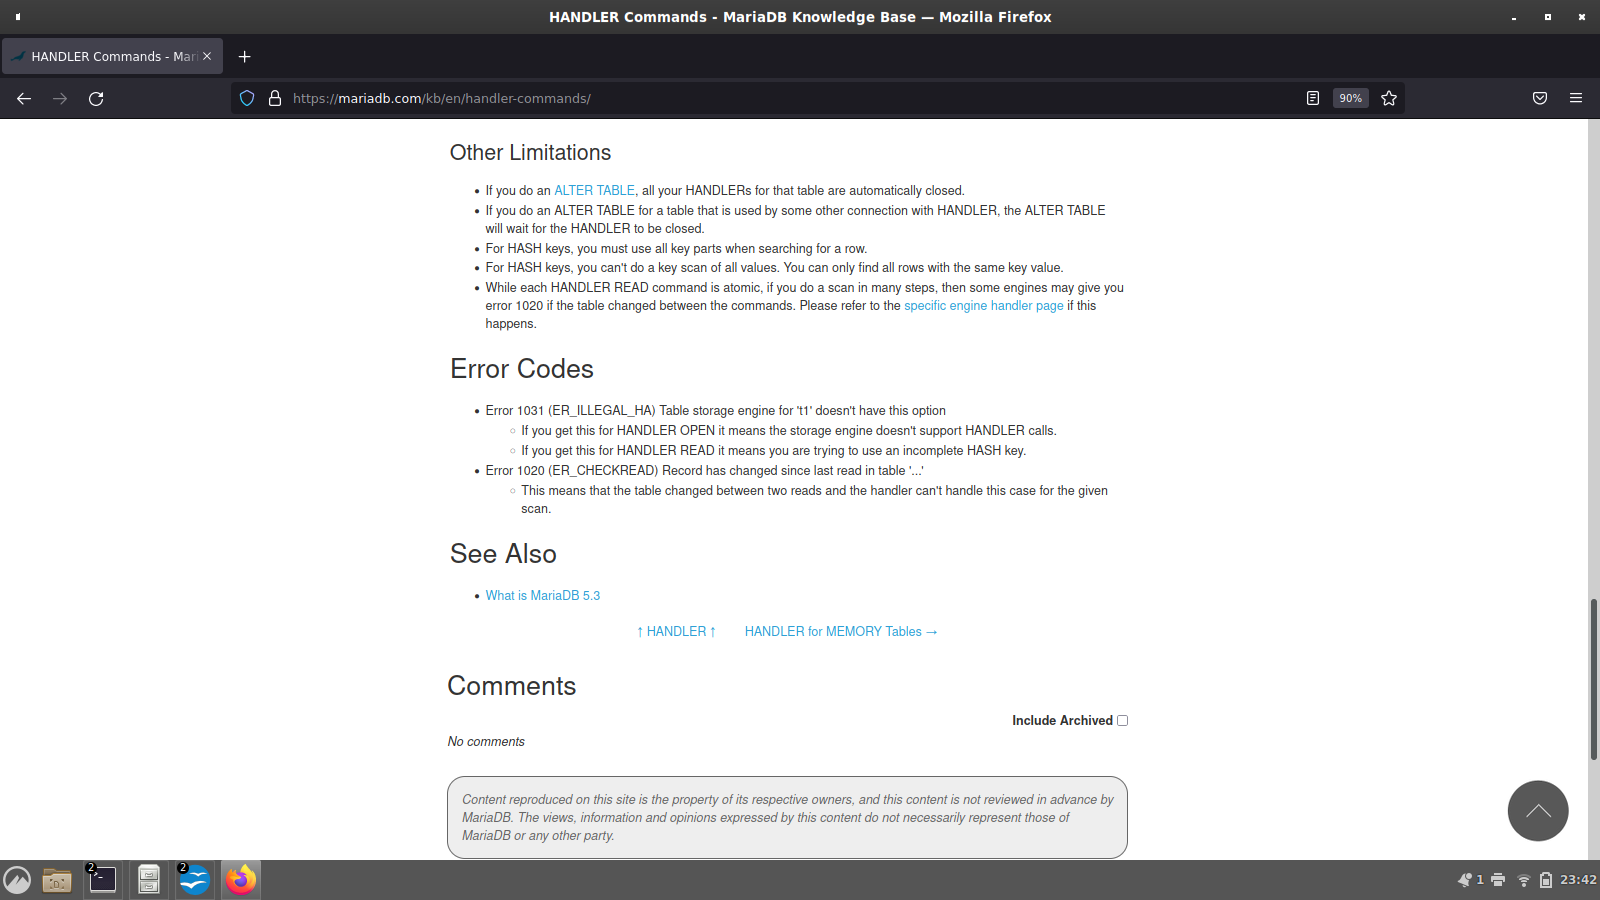 HANDLER Commands - MariaDB Knowledge Base — Mozilla Firefox
HANDLER Commands - Mari
https://mariadb.com/kb/en/handler-commands/
90%
Other Limitations
If you do an ALTER TABLE, all your HANDLERs for that table are automatically closed.
If you do an ALTER TABLE for a table that is used by some other connection with HANDLER, the ALTER TABLE
will wait for the HANDLER to be closed.
For HASH keys, you must use all key parts when searching for a row.
For HASH keys, you can't do a key scan of all values. You can only find all rows with the same key value.
While each HANDLER READ command is atomic, if you do a scan in many steps, then some engines may give you
error 1020 if the table changed between the commands. Please refer to the specific engine handler page if this
happens.
Error Codes
Error 1031 (ER_ILLEGAL_HA) Table storage engine for 't1' doesn't have this option
If you get this for HANDLER OPEN it means the storage engine doesn't support HANDLER calls.
If you get this for HANDLER READ it means you are trying to use an incomplete HASH key.
Error 1020 (ER_CHECKREAD) Record has changed since last read in table '...'
This means that the table changed between two reads and the handler can't handle this case for the given
scan.
See Also
What is MariaDB 5.3
↑ HANDLER ↑ HANDLER for MEMORY Tables →
Comments
Include Archived
No comments
Content reproduced on this site is the property of its respective owners, and this content is not reviewed in advance by
MariaDB. The views, information and opinions expressed by this content do not necessarily represent those of
MariaDB or any other party.
2
2
1
23:42